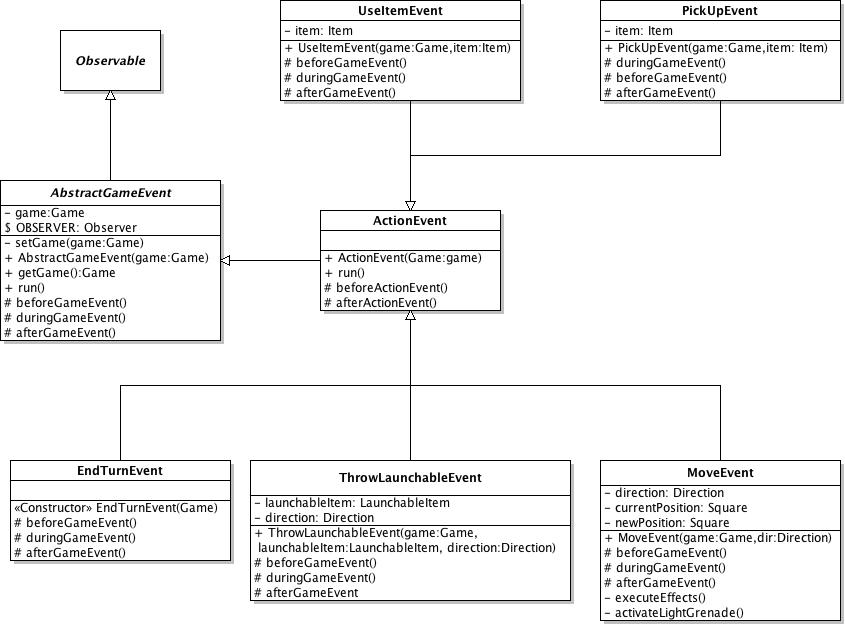 UseItemEvent
- item: Item
+ UseItemEvent(game:Game,item:Item)
# beforeGameEvent()
# duringGameEvent()
# afterGameEvent()
PickUpEvent
- item: Item
+ PickUpEvent(game:Game,item: Item)
# duringGameEvent()
# beforeGameEvent()
# afterGameEvent()
Observable
AbstractGameEvent
- game:Game
$ OBSERVER: Observer
- setGame(game:Game)
+ AbstractGameEvent(game:Game)
+ getGame():Game
+ run()
# beforeGameEvent()
# duringGameEvent()
# afterGameEvent()
ActionEvent
+ ActionEvent(Game:game)
+ run()
# beforeActionEvent()
# afterActionEvent()
EndTurnEvent
«Constructor» EndTurnEvent(Game)
# beforeGameEvent()
# duringGameEvent()
# afterGameEvent()
ThrowLaunchableEvent
- launchableItem: LaunchableItem
- direction: Direction
+ ThrowLaunchableEvent(game:Game,
launchableItem:LaunchableItem, direction:Direction)
# beforeGameEvent()
# duringGameEvent()
# afterGameEvent
MoveEvent
- direction: Direction
- currentPosition: Square
- newPosition: Square
+ MoveEvent(game:Game,dir:Direction)
# beforeGameEvent()
# duringGameEvent()
# afterGameEvent()
- executeEffects()
- activateLightGrenade()